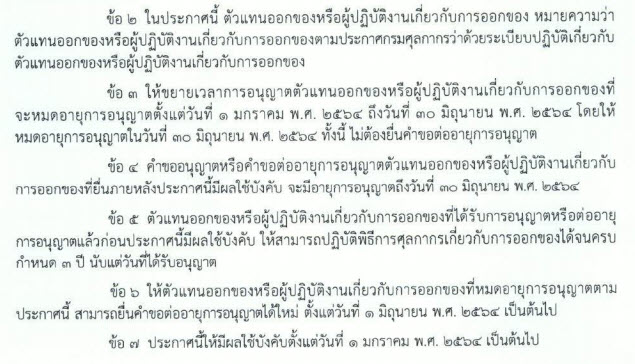 ข้อ ๒ ในประกาศนี้ ตัวแทนออกของหรือผู้ปฏิบัติงานเกี่ยวกับการออกของ หมายความว่า
ตัวแทนออกของหรือผู้ปฏิบัติงานเกี่ยวกับการออกของตามประกาศกรมศุลกากรว่าด้วยระเบียบปฏิบัติเกี่ยวกับ
ตัวแทนออกของหรือผู้ปฏิบัติงานเกี่ยวกับการออกของ
ข้อ ๓ ให้ขยายเวลาการอนุญาตตัวแทนออกของหรือผู้ปฏิบัติงานเกี่ยวกับการออกของที่
จะหมดอายุการอนุญาตตั้งแต่วันที่ ๑ มกราคม พ.ศ. ๒๕๖๔ ถึงวันที่ ๓๐ มิถุนายน พ.ศ. ๒๕๖๔ โดยให้
หมดอายุการอนุญาตในวันที่ ๓๐ มิถุนายน พ.ศ. ๒๕๖๔ ทั้งนี้ ไม่ต้องยื่นคำขอต่ออายุการอนุญาต
ข้อ ๔ คำขออนุญาตหรือคำขอต่ออายุการอนุญาตตัวแทนออกของหรือผู้ปฏิบัติงานเกี่ยวกับ
การออกของที่ยื่นภายหลังประกาศนี้มีผลใช้บังคับ จะมีอายุการอนุญาตถึงวันที่ ๓๐ มิถุนายน พ.ศ. ๒๕๖๔
ข้อ ๕ ตัวแทนออกของหรือผู้ปฏิบัติงานเกี่ยวกับการออกของที่ได้รับการอนุญาตหรือต่ออายุ
การอนุญาตแล้วก่อนประกาศนี้มีผลใช้บังคับ ให้สามารถปฏิบัติพิธีการศุลกากรเกี่ยวกับการออกของได้จนครบ
กำหนด ๓ ปี นับแต่วันที่ได้รับอนุญาต
ข้อ ๖ ให้ตัวแทนออกของหรือผู้ปฏิบัติงานเกี่ยวกับการออกของที่หมดอายุการอนุญาตตาม
ประกาศนี้ สามารถยื่นคำขอต่ออายุการอนุญาตได้ใหม่ ตั้งแต่วันที่ ๑ มิถุนายน พ.ศ. ๒๕๖๔ เป็นต้นไป
ข้อ ๗ ประกาศนี้ให้มีผลใช้บังคับตั้งแต่วันที่ ๑ มกราคม พ.ศ. ๒๕๖๔ เป็นต้นไป